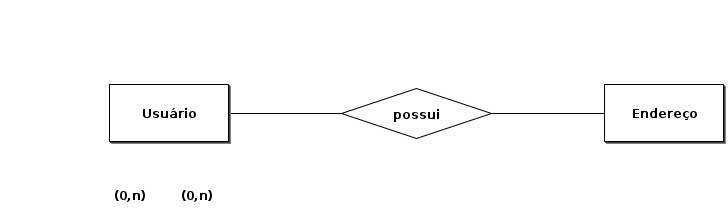 Usuário possui Endereço
(0,n) (0,n)